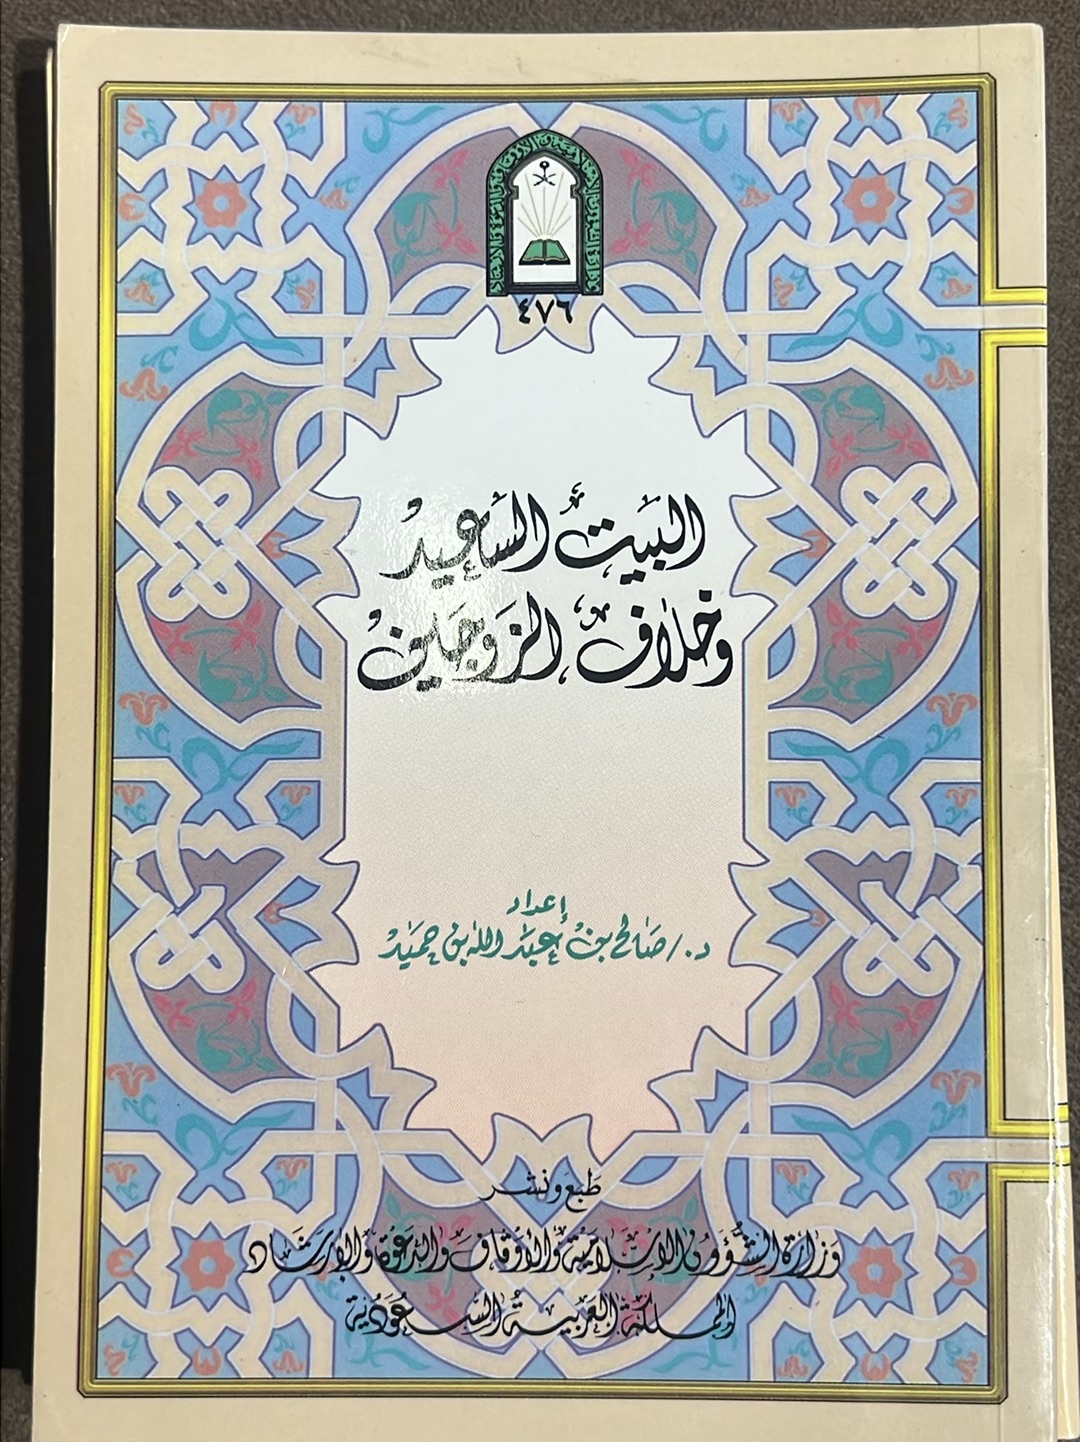 ٤٧٦
البيت السعيد
وخلاف الزوجين
إعداد
د./صالح بن عبد الله بن حميد
طبع ونشر
وزارة الشؤون الإسلامية والأوقاف والدعوة والإرشاد
المملكة العربية السعودية